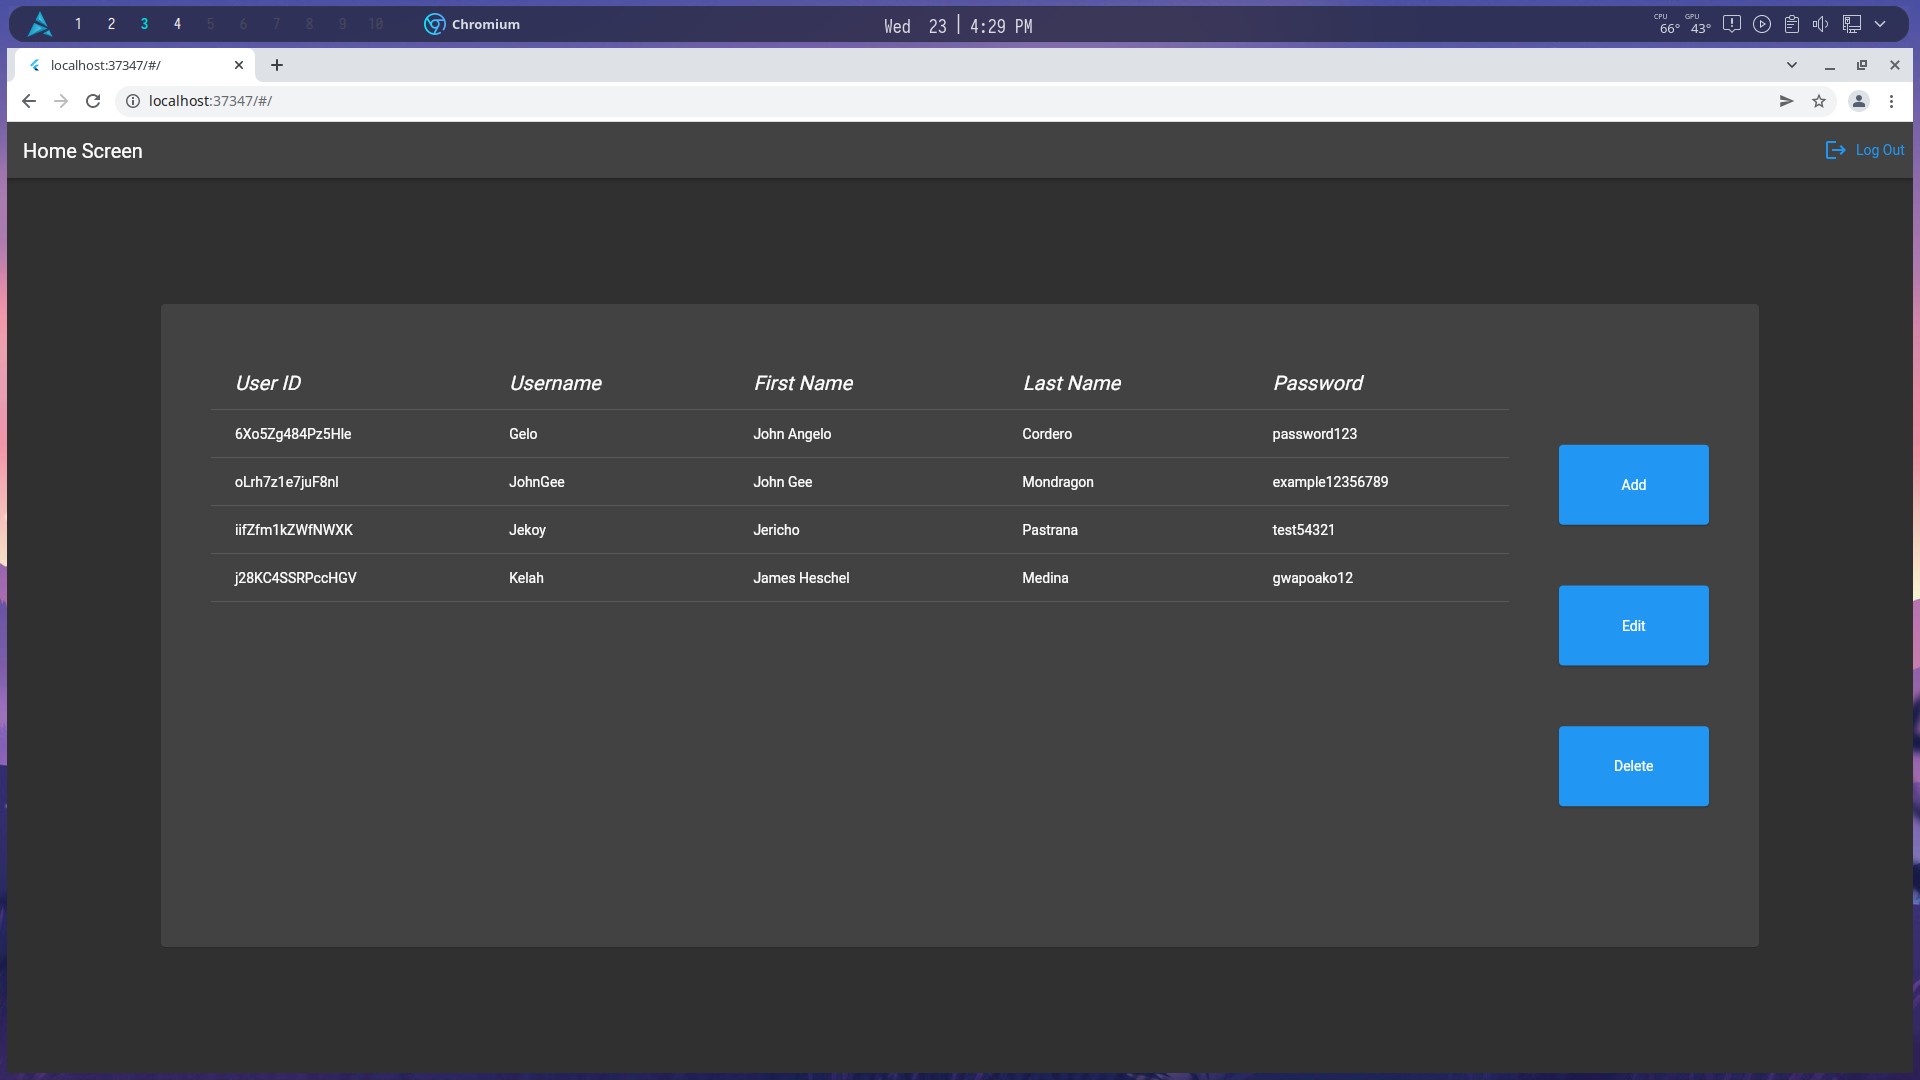 1 2 3 4 5 6 7 8 9 10 Chromium Wed 23 | 4:29 PM CPU 66° GPU 43°
localhost:37347/#/
localhost:37347/#/
Home Screen Log Out
User ID Username First Name Last Name Password
6Xo5Zg484Pz5Hle Gelo John Angelo Cordero password123
oLrh7z1e7juF8nl JohnGee John Gee Mondragon example12356789
iifZfm1kZWfNWXK Jekoy Jericho Pastrana test54321
j28KC4SSRPccHGV Kelah James Heschel Medina gwapoako12
Add
Edit
Delete